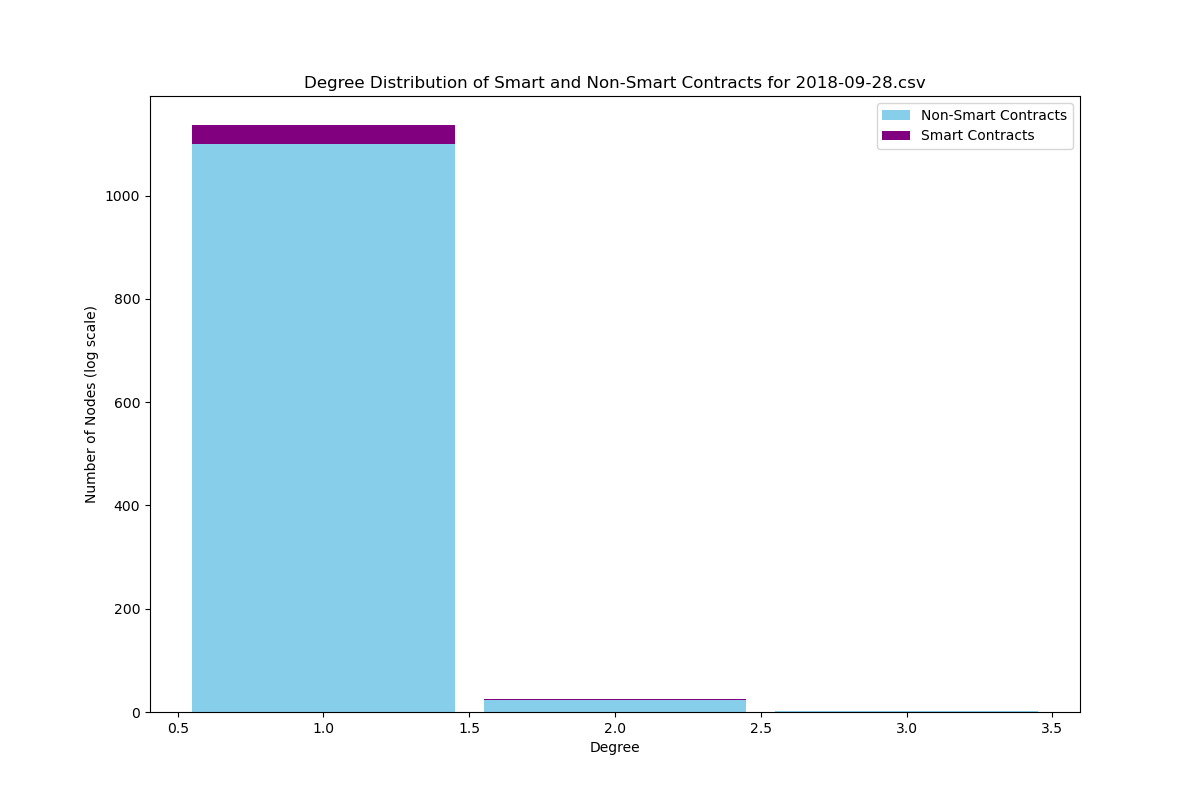 Degree Distribution of Smart and Non-Smart Contracts for 2018-09-28.csv
Non-Smart Contracts
Smart Contracts
Number of Nodes (log scale)
1000
800
600
400
200
0
0.5 1.0 1.5 2.0 2.5 3.0 3.5
Degree